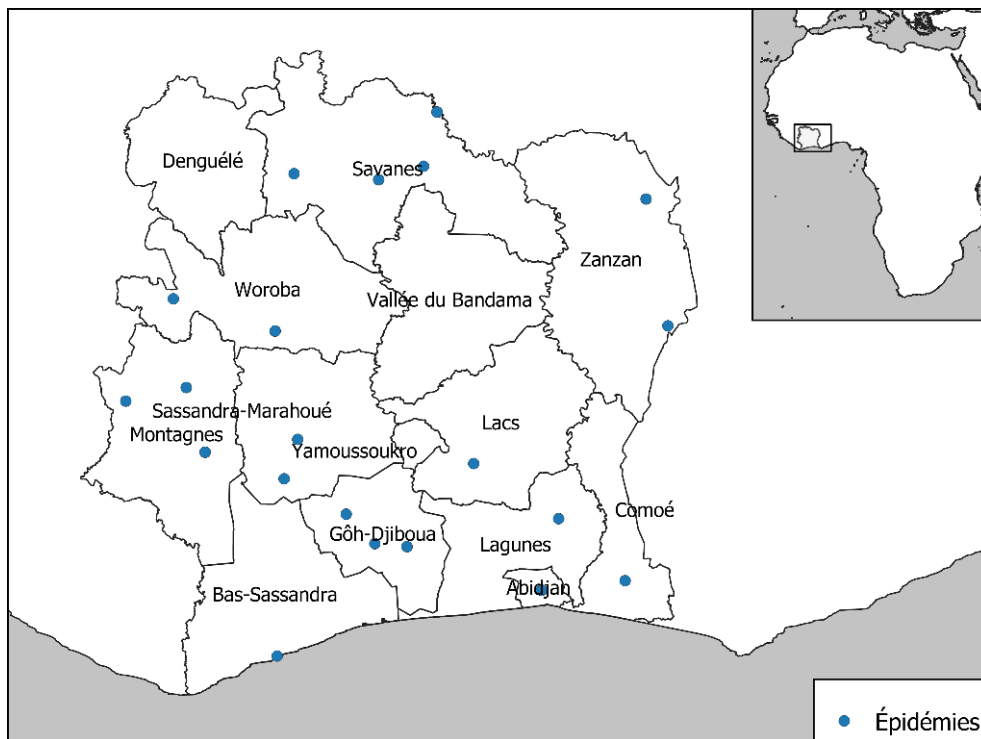 Denguélé
Savanes
Zanzan
Woroba
Vallée du Bandama
Sassandra-Marahoué
Lacs
Montagnes
Yamoussoukro
Comoé
Gôh-Djiboua
Lagunes
Abidjan
Bas-Sassandra
Épidémies